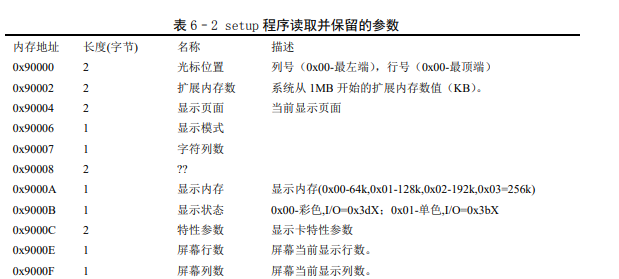 表 6-2 setup 程序读取并保留的参数
内存地址 长度(字节) 名称 描述
0x90000 2 光标位置 列号（0x00-最左端），行号（0x00-最顶端）
0x90002 2 扩展内存数 系统从 1MB 开始的扩展内存数值（KB）。
0x90004 2 显示页面 当前显示页面
0x90006 1 显示模式
0x90007 1 字符列数
0x90008 2 ??
0x9000A 1 显示内存 显示内存(0x00-64k,0x01-128k,0x02-192k,0x03=256k)
0x9000B 1 显示状态 0x00-彩色,I/O=0x3dX；0x01-单色,I/O=0x3bX
0x9000C 2 特性参数 显示卡特性参数
0x9000E 1 屏幕行数 屏幕当前显示行数。
0x9000F 1 屏幕列数 屏幕当前显示列数。